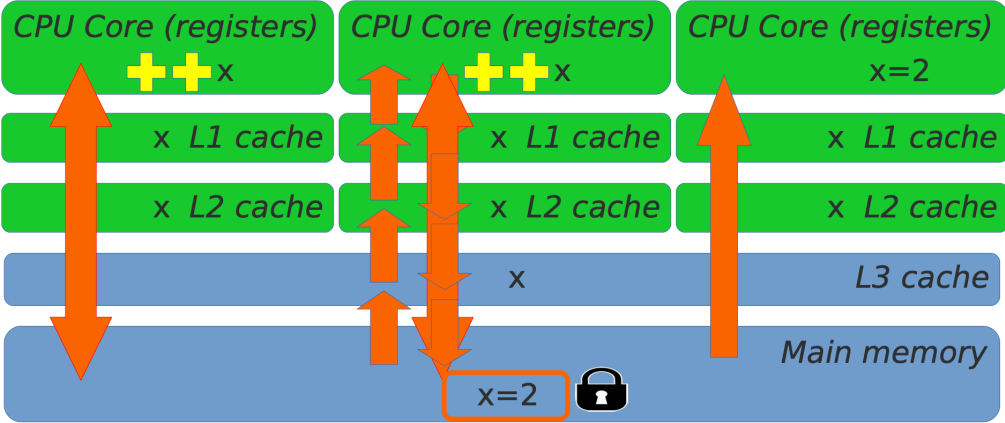 CPU Core (registers) CPU Core (registers) CPU Core (registers)
++x ++x x=2
x L1 cache x L1 cache x L1 cache
x L2 cache x L2 cache x L2 cache
x L3 cache
Main memory
x=2